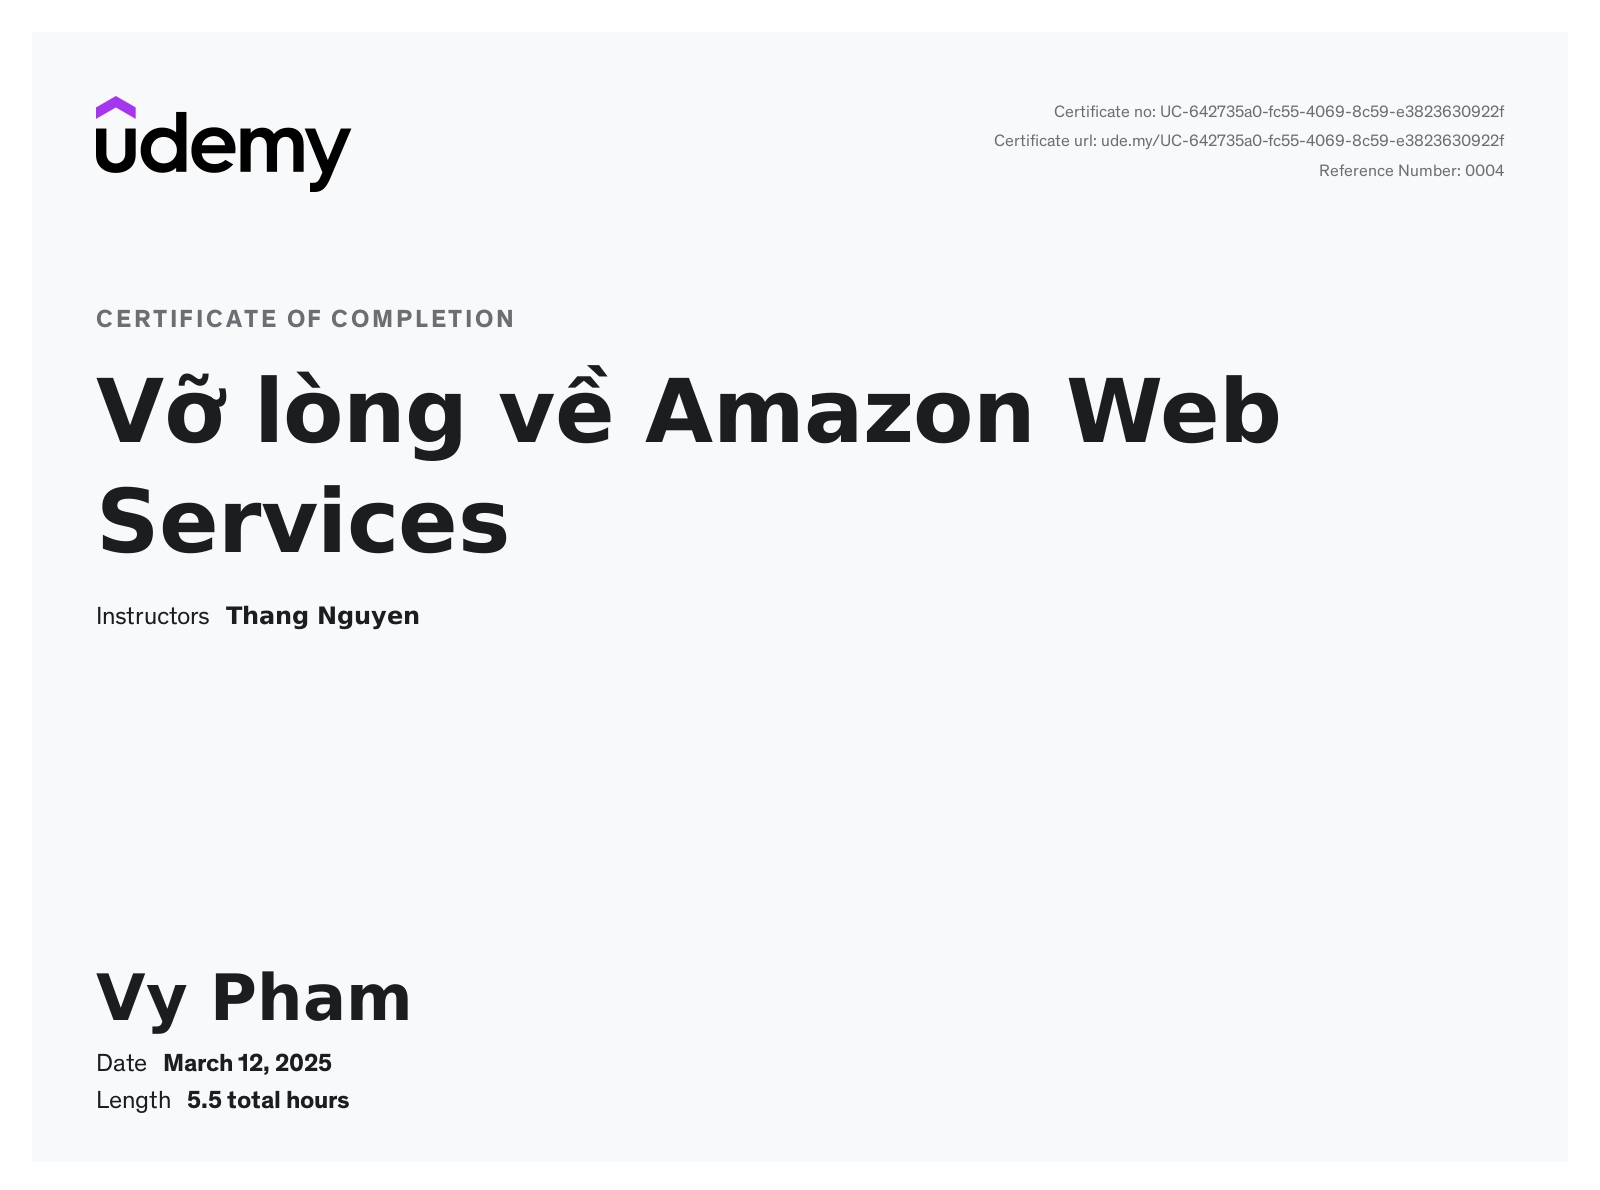 udemy
Certificate no: UC-642735a0-fc55-4069-8c59-e3823630922f
Certificate url: ude.my/UC-642735a0-fc55-4069-8c59-e3823630922f
Reference Number: 0004
CERTIFICATE OF COMPLETION
Vỡ lòng về Amazon Web
Services
Instructors Thang Nguyen
Vy Pham
Date March 12, 2025
Length 5.5 total hours